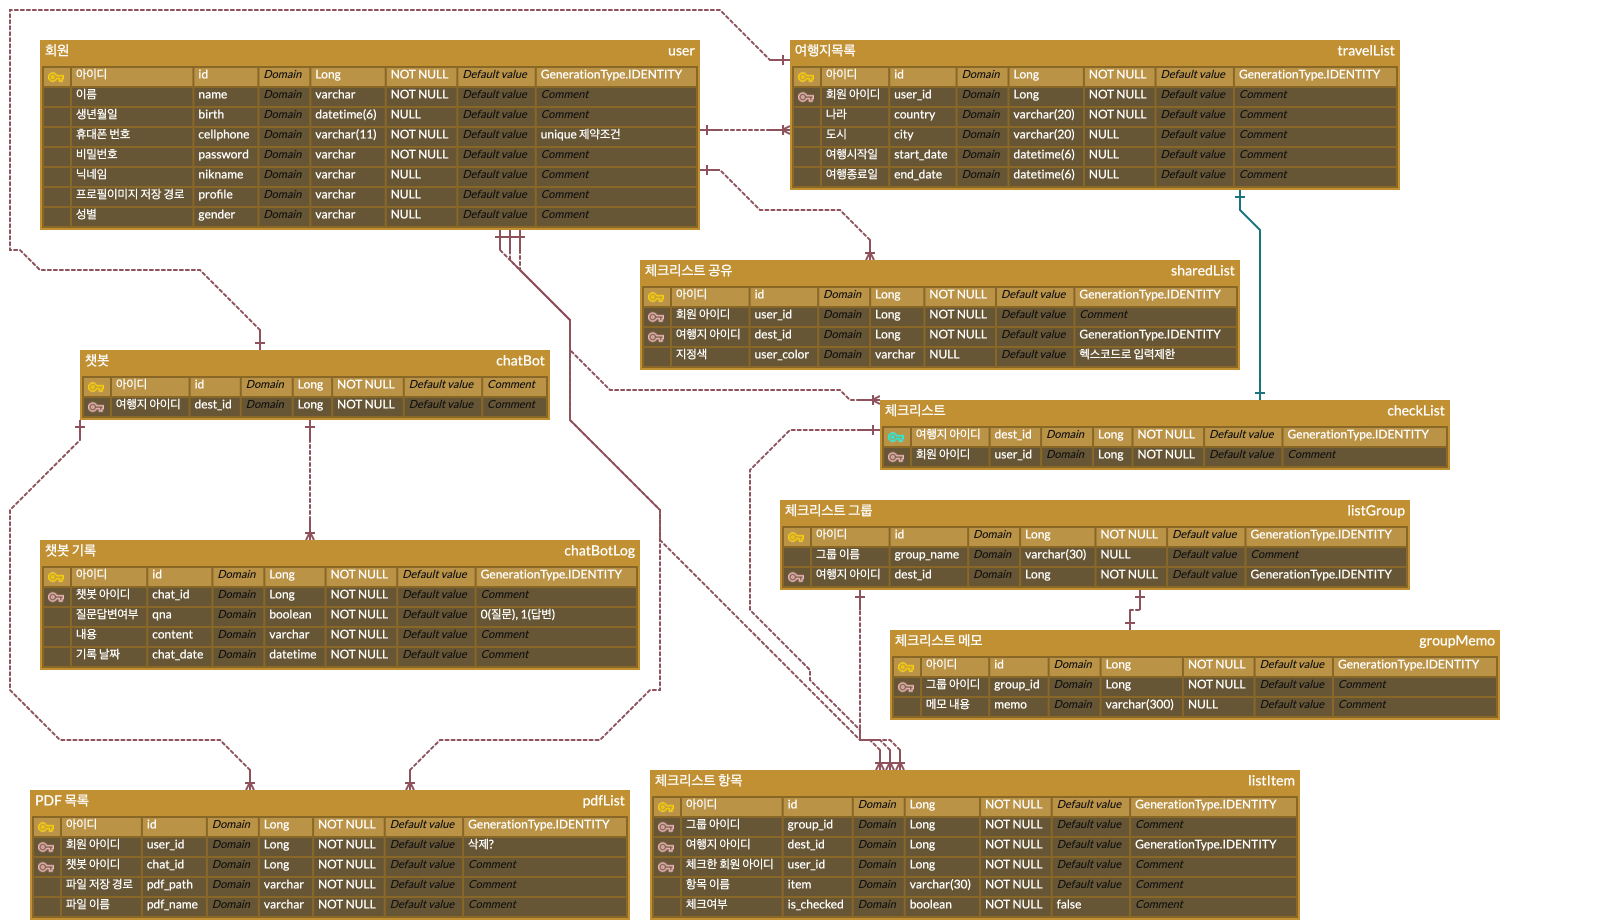 회원 user
아이디 id Domain Long NOT NULL Default value GenerationType.IDENTITY
이름 name Domain varchar NOT NULL Default value Comment
생년월일 birth Domain datetime(6) NULL Default value Comment
휴대폰 번호 cellphone Domain varchar(11) NOT NULL Default value unique 제약조건
비밀번호 password Domain varchar NOT NULL Default value Comment
닉네임 nikname Domain varchar NULL Default value Comment
프로필이미지 저장 경로 profile Domain varchar NULL Default value Comment
성별 gender Domain varchar NULL Default value Comment
여행지목록 travelList
아이디 id Domain Long NOT NULL Default value GenerationType.IDENTITY
회원 아이디 user_id Domain Long NOT NULL Default value Comment
나라 country Domain varchar(20) NOT NULL Default value Comment
도시 city Domain varchar(20) NULL Default value Comment
여행시작일 start_date Domain datetime(6) NULL Default value Comment
여행종료일 end_date Domain datetime(6) NULL Default value Comment
체크리스트 공유 sharedList
아이디 id Domain Long NOT NULL Default value GenerationType.IDENTITY
회원 아이디 user_id Domain Long NOT NULL Default value Comment
여행지 아이디 dest_id Domain Long NOT NULL Default value GenerationType.IDENTITY
지정색 user_color Domain varchar NULL Default value 헥스코드로 입력제한
챗봇 chatBot
아이디 id Domain Long NOT NULL Default value Comment
여행지 아이디 dest_id Domain Long NOT NULL Default value Comment
체크리스트 checkList
여행지 아이디 dest_id Domain Long NOT NULL Default value GenerationType.IDENTITY
회원 아이디 user_id Domain Long NOT NULL Default value Comment
체크리스트 그룹 listGroup
아이디 id Domain Long NOT NULL Default value GenerationType.IDENTITY
그룹 이름 group_name Domain varchar(30) NULL Default value Comment
여행지 아이디 dest_id Domain Long NOT NULL Default value GenerationType.IDENTITY
챗봇 기록 chatBotLog
아이디 id Domain Long NOT NULL Default value GenerationType.IDENTITY
챗봇 아이디 chat_id Domain Long NOT NULL Default value Comment
질문답변여부 qna Domain boolean NOT NULL Default value 0(질문), 1(답변)
내용 content Domain varchar NOT NULL Default value Comment
기록 날짜 chat_date Domain datetime NOT NULL Default value Comment
체크리스트 메모 groupMemo
아이디 id Domain Long NOT NULL Default value GenerationType.IDENTITY
그룹 아이디 group_id Domain Long NOT NULL Default value Comment
메모 내용 memo Domain varchar(300) NULL Default value Comment
PDF 목록 pdfList
아이디 id Domain Long NOT NULL Default value GenerationType.IDENTITY
회원 아이디 user_id Domain Long NOT NULL Default value 삭제?
챗봇 아이디 chat_id Domain Long NOT NULL Default value Comment
파일 저장 경로 pdf_path Domain varchar NOT NULL Default value Comment
파일 이름 pdf_name Domain varchar NOT NULL Default value Comment
체크리스트 항목 listItem
아이디 id Domain Long NOT NULL Default value GenerationType.IDENTITY
그룹 아이디 group_id Domain Long NOT NULL Default value Comment
여행지 아이디 dest_id Domain Long NOT NULL Default value GenerationType.IDENTITY
체크한 회원 아이디 user_id Domain Long NOT NULL Default value Comment
항목 이름 item Domain varchar(30) NOT NULL Default value Comment
체크여부 is_checked Domain boolean NOT NULL false Comment